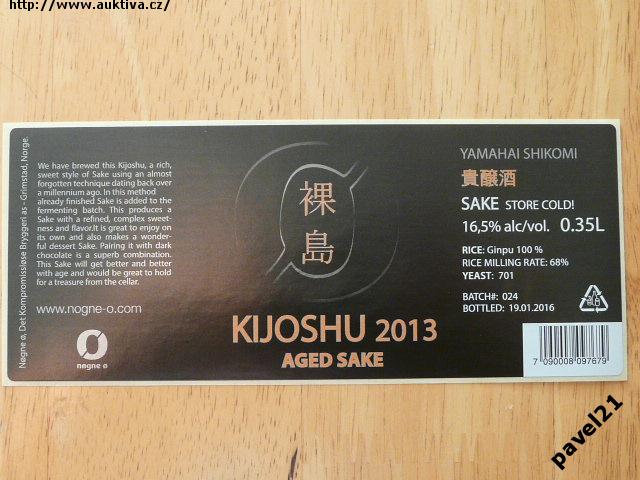 http://www.auktiva.cz/
Nøgne ø, Det Kompromissløse Bryggeri as - Grimstad, Norge.
We have brewed this Kijoshu, a rich,
sweet style of Sake using an almost
forgotten technique dating back over
a millennium ago. In this method
already finished Sake is added to the
fermenting batch. This produces a
Sake with a refined, complex sweet-
ness and flavor.It is great to enjoy on
its own and also makes a wonder-
ful dessert Sake. Pairing it with dark
chocolate is a superb combination.
This Sake will get better and better
with age and would be great to hold
for a treasure from the cellar.
www.nogne-o.com
Ø
nøgne ø
裸島
KIJOSHU 2013
AGED SAKE
YAMAHAI SHIKOMI
貴醸酒
SAKE STORE COLD!
16,5% alc/vol. 0.35L
RICE: Ginpu 100 %
RICE MILLING RATE: 68%
YEAST: 701
BATCH#: 024
BOTTLED: 19.01.2016
7 090008 097679
pavel21